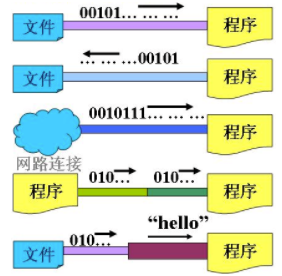 00101… … …
文件 程序
… … …00101
文件 程序
0010111… … …
程序
网路连接
010… 010…
程序 程序
“hello”
010…
文件 程序